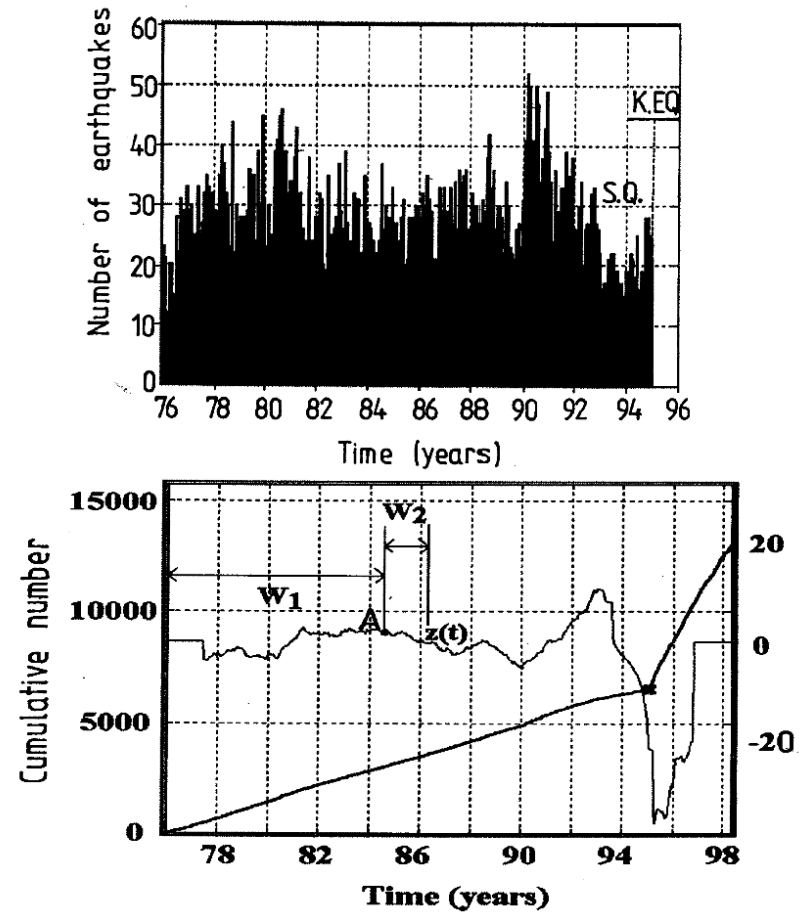 Number of earthquakes
60
50
40
30
20
10
0
K.EQ
S.Q.
76 78 80 82 84 86 88 90 92 94 96
Time (years)
Cumulative number
15000
10000
5000
0
W1
W2
A
z(t)
20
0
-20
78 82 86 90 94 98
Time (years)